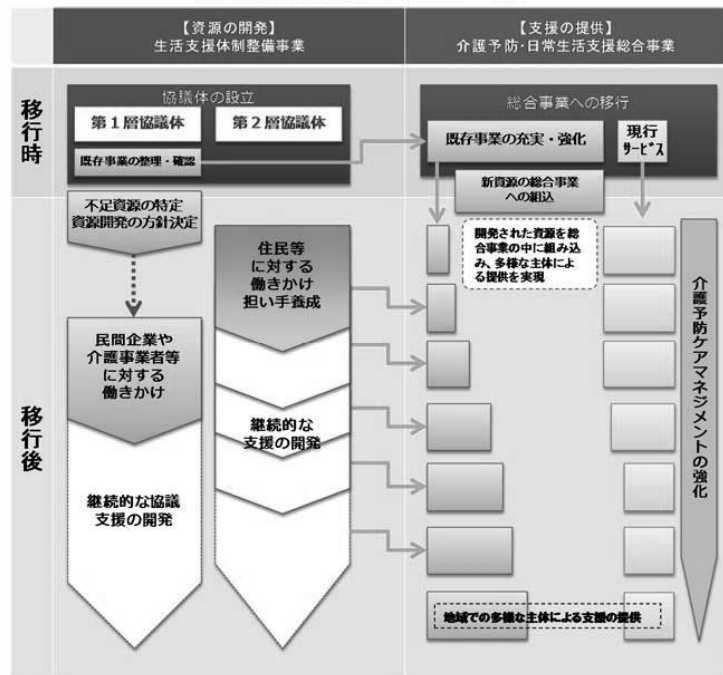 【資源の開発】
生活支援体制整備事業
【支援の提供】
介護予防・日常生活支援総合事業
移行時
協議体の設立
第1層協議体
第2層協議体
既存事業の整理・確認
総合事業への移行
既存事業の充実・強化
現行
サービス
新資源の総合事業
への組込
移行後
不足資源の特定
資源開発の方針決定
民間企業や
介護事業者等
に対する
働きかけ
継続的な協議
支援の開発
住民等
に対する
働きかけ
担い手養成
継続的な
支援の開発
開発された資源を総
合事業の中に組み込
み、多様な主体によ
る提供を実現
介護予防ケアマネジメントの強化
地域での多様な主体による支援の提供